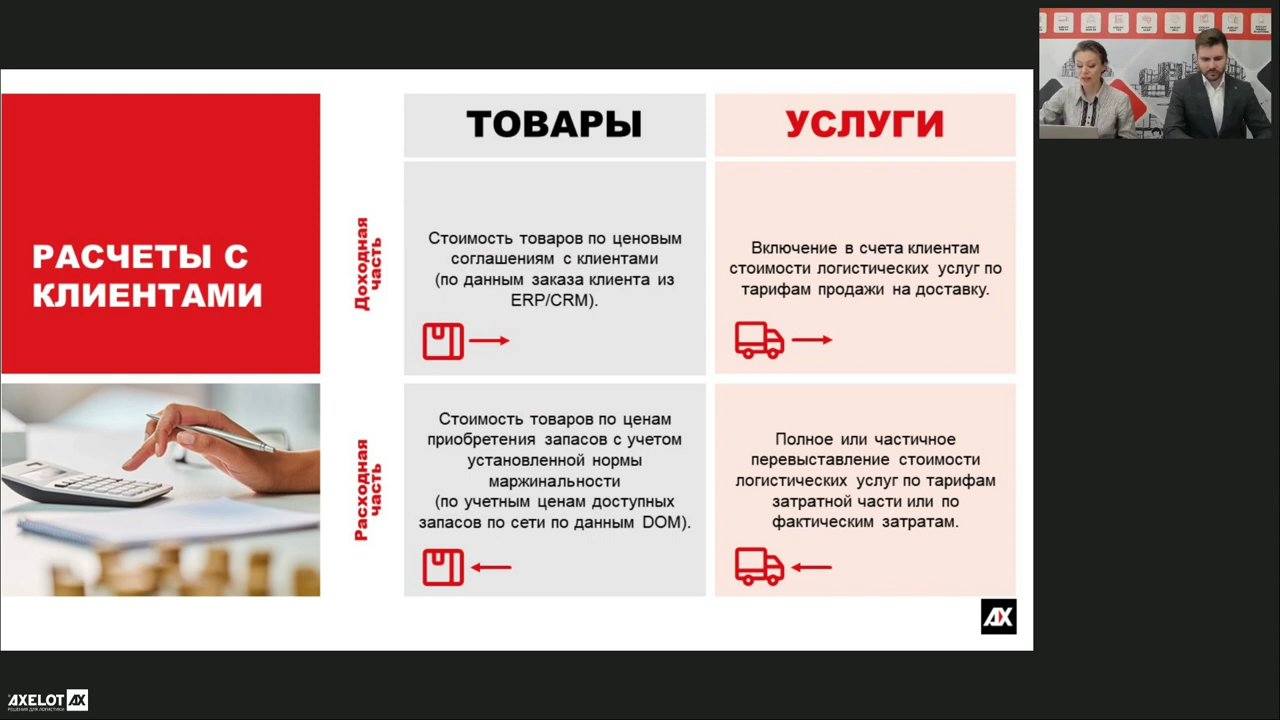 РАСЧЕТЫ С
КЛИЕНТАМИ
ТОВАРЫ
УСЛУГИ
Доходная
часть
Стоимость товаров по ценовым
соглашениям с клиентами
(по данным заказа клиента из
ERP/CRM).
Включение в счета клиентам
стоимости логистических услуг по
тарифам продажи на доставку.
Расходная
часть
Стоимость товаров по ценам
приобретения запасов с учетом
установленной нормы
маржинальности
(по учетным ценам доступных
запасов по сети по данным DOM).
Полное или частичное
перевыставление стоимости
логистических услуг по тарифам
затратной части или по
фактическим затратам.
AX
AXELOT AX
РЕШЕНИЯ ДЛЯ ЛОГИСТИКИ